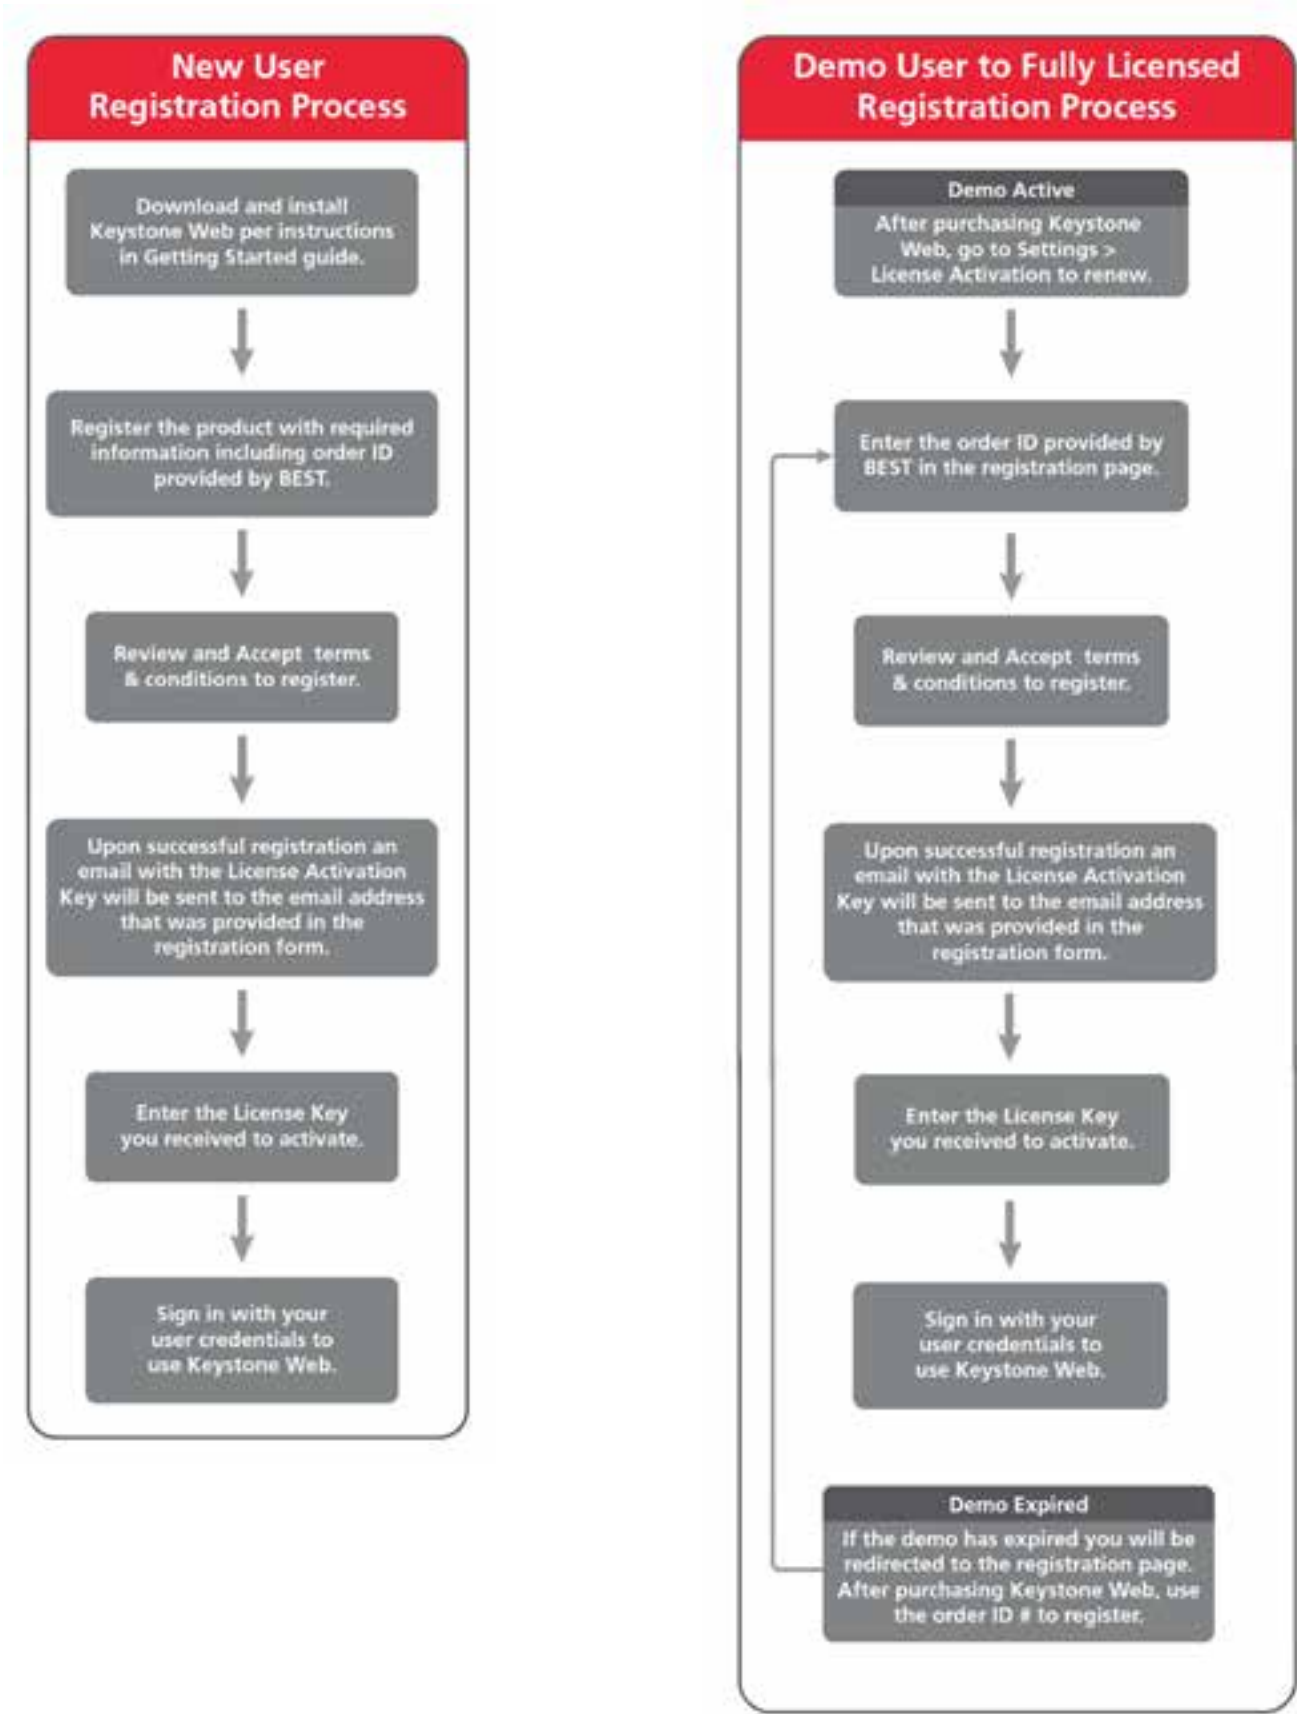 New User
Registration Process
Download and install
Keystone Web per instructions
in Getting Started guide.
Register the product with required
information including order ID
provided by BEST.
Review and Accept terms
& conditions to register.
Upon successful registration an
email with the License Activation
Key will be sent to the email address
that was provided in the
registration form.
Enter the License Key
you received to activate.
Sign in with your
user credentials to
use Keystone Web.
Demo User to Fully Licensed
Registration Process
Demo Active
After purchasing Keystone
Web, go to Settings >
License Activation to renew.
Enter the order ID provided by
BEST in the registration page.
Review and Accept terms
& conditions to register.
Upon successful registration an
email with the License Activation
Key will be sent to the email address
that was provided in the
registration form.
Enter the License Key
you received to activate.
Sign in with your
user credentials to
use Keystone Web.
Demo Expired
If the demo has expired you will be
redirected to the registration page.
After purchasing Keystone Web, use
the order ID # to register.